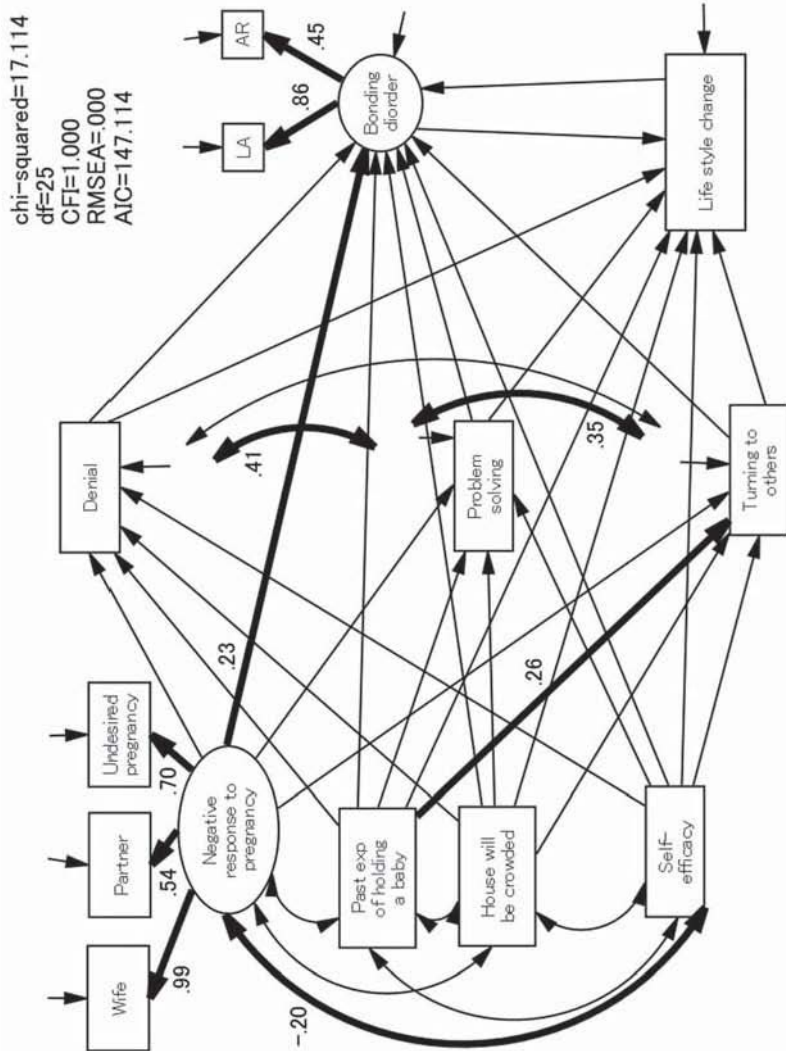 chi-squared=17.114
df=25
CFI=1.000
RMSEA=.000
AIC=147.114
Wife
Partner
Undesired
pregnancy
.99
.54
.70
Negative
response to
pregnancy
-.20
Past exp
of holding
a baby
House will
be crowded
Self-
efficacy
.23
.26
Denial
.41
Problem
solving
.35
Turning to
others
LA
AR
.86
.45
Bonding
diorder
Life style change